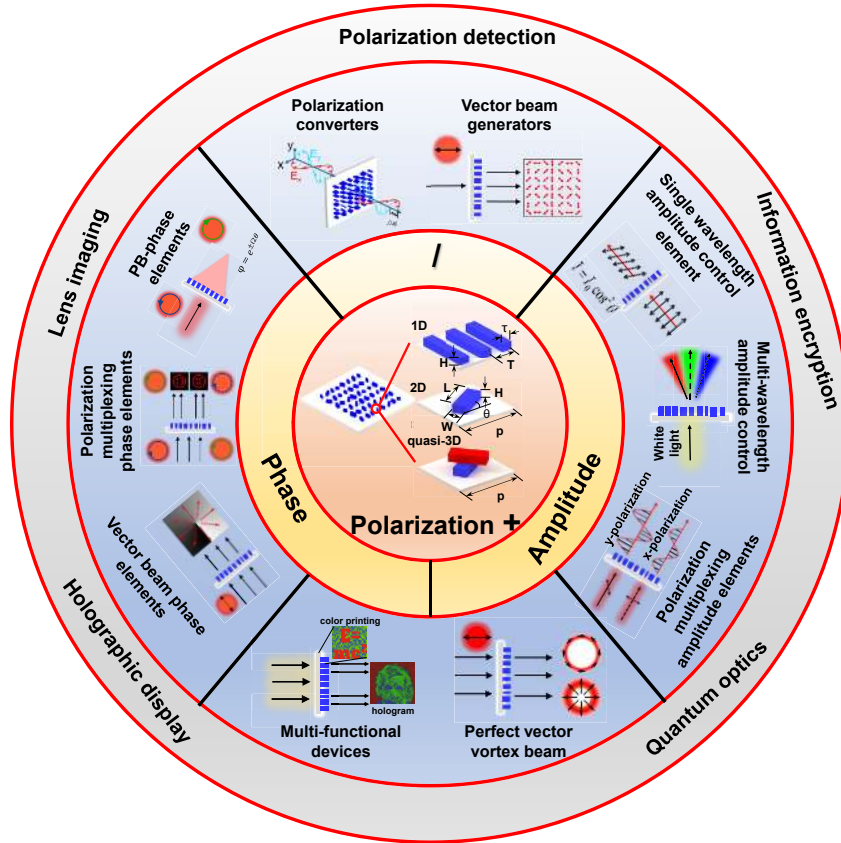 Polarization detection
Polarization
converters
Vector beam
generators
y
x
Lens imaging
PB-phase
elements
Single wavelength
amplitude control
element
Information encryption
/
1D
τ
H
T
2D
L
H
θ
W
p
quasi-3D
p
Polarization
multiplexing
phase elements
White
light
Multi-wavelength
amplitude control
Phase
Polarization +
Amplitude
Vector beam phase
elements
y-polarization
x-polarization
Polarization
multiplexing
amplitude elements
Holographic display
color printing
hologram
Multi-functional
devices
Perfect vector
vortex beam
Quantum optics